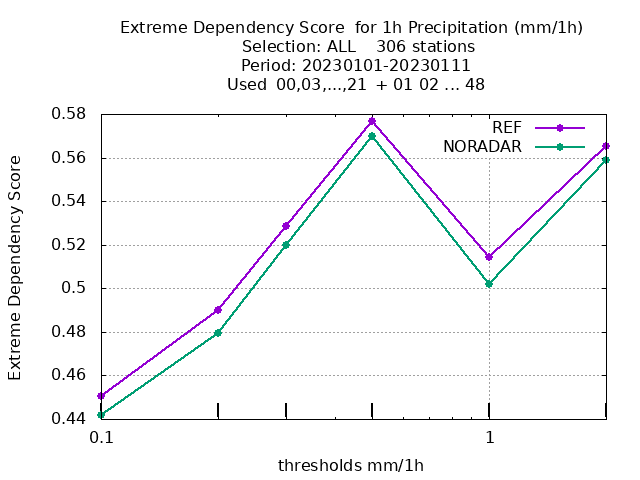 Extreme Dependency Score  for 1h Precipitation (mm/1h)
Selection: ALL    306 stations
Period: 20230101-20230111
Used  00,03,...,21  + 01 02 ... 48
REF
NORADAR
Extreme Dependency Score
0.58
0.56
0.54
0.52
0.5
0.48
0.46
0.44
0.1
1
thresholds mm/1h